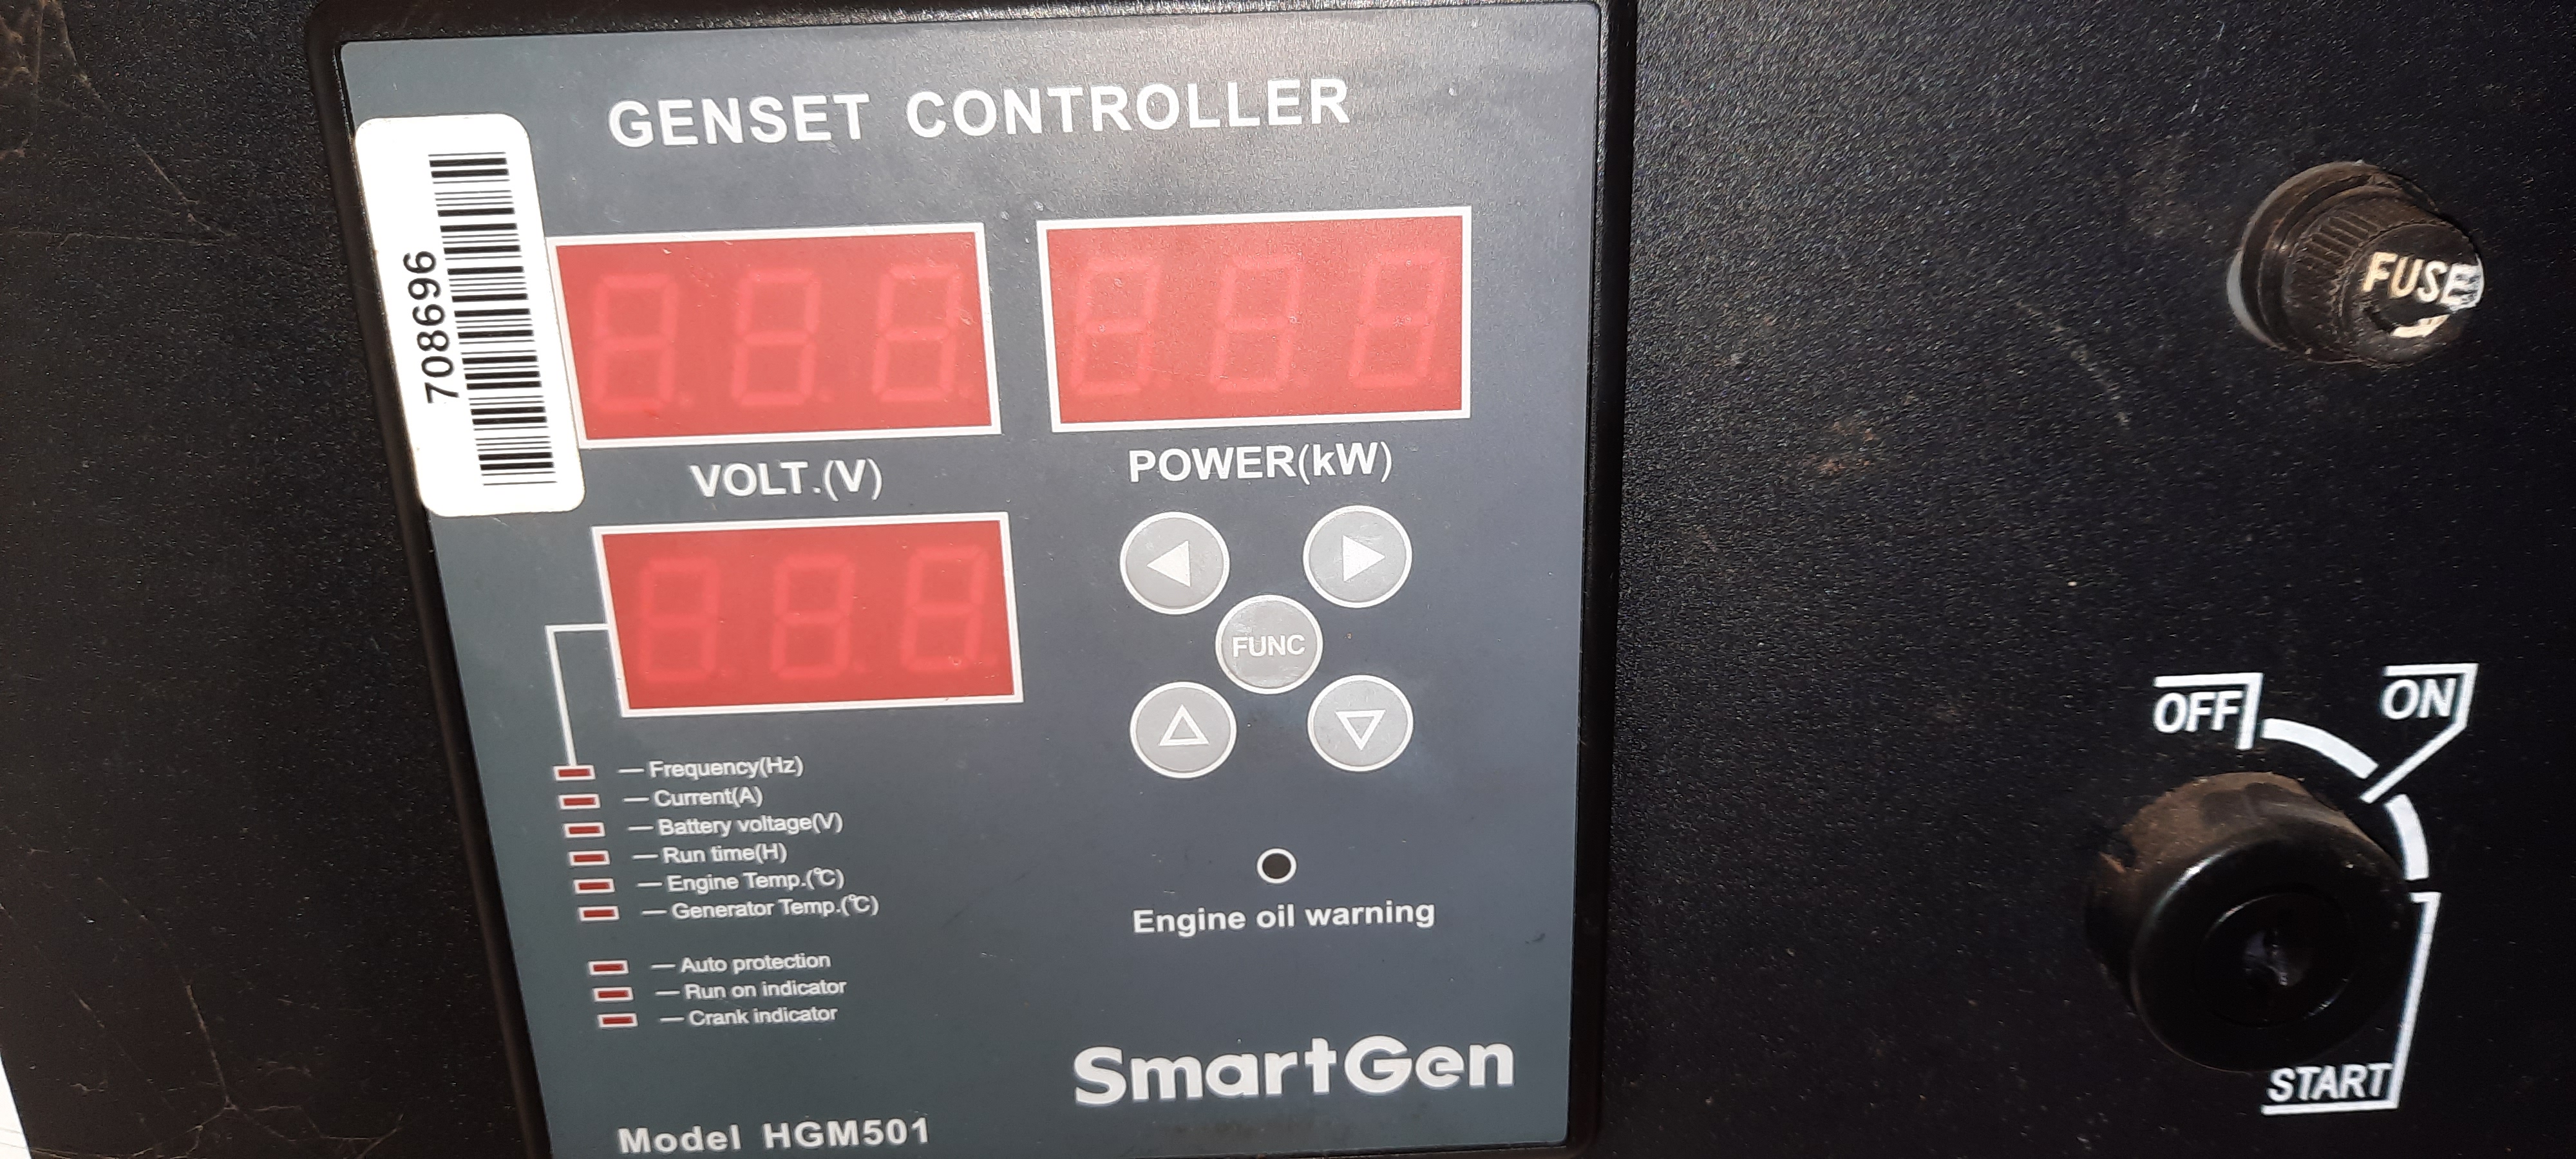 GENSET CONTROLLER
7086969
VOLT.(V)
POWER(kW)
FUNC
Frequency(Hz)
Current(A)
Battery voltage(V)
Run time(H)
Engine Temp.(℃)
Generator Temp.(℃)
Auto protection
Run on indicator
Crank indicator
Engine oil warning
SmartGen
Model HGM501
FUSE
OFF
ON
START